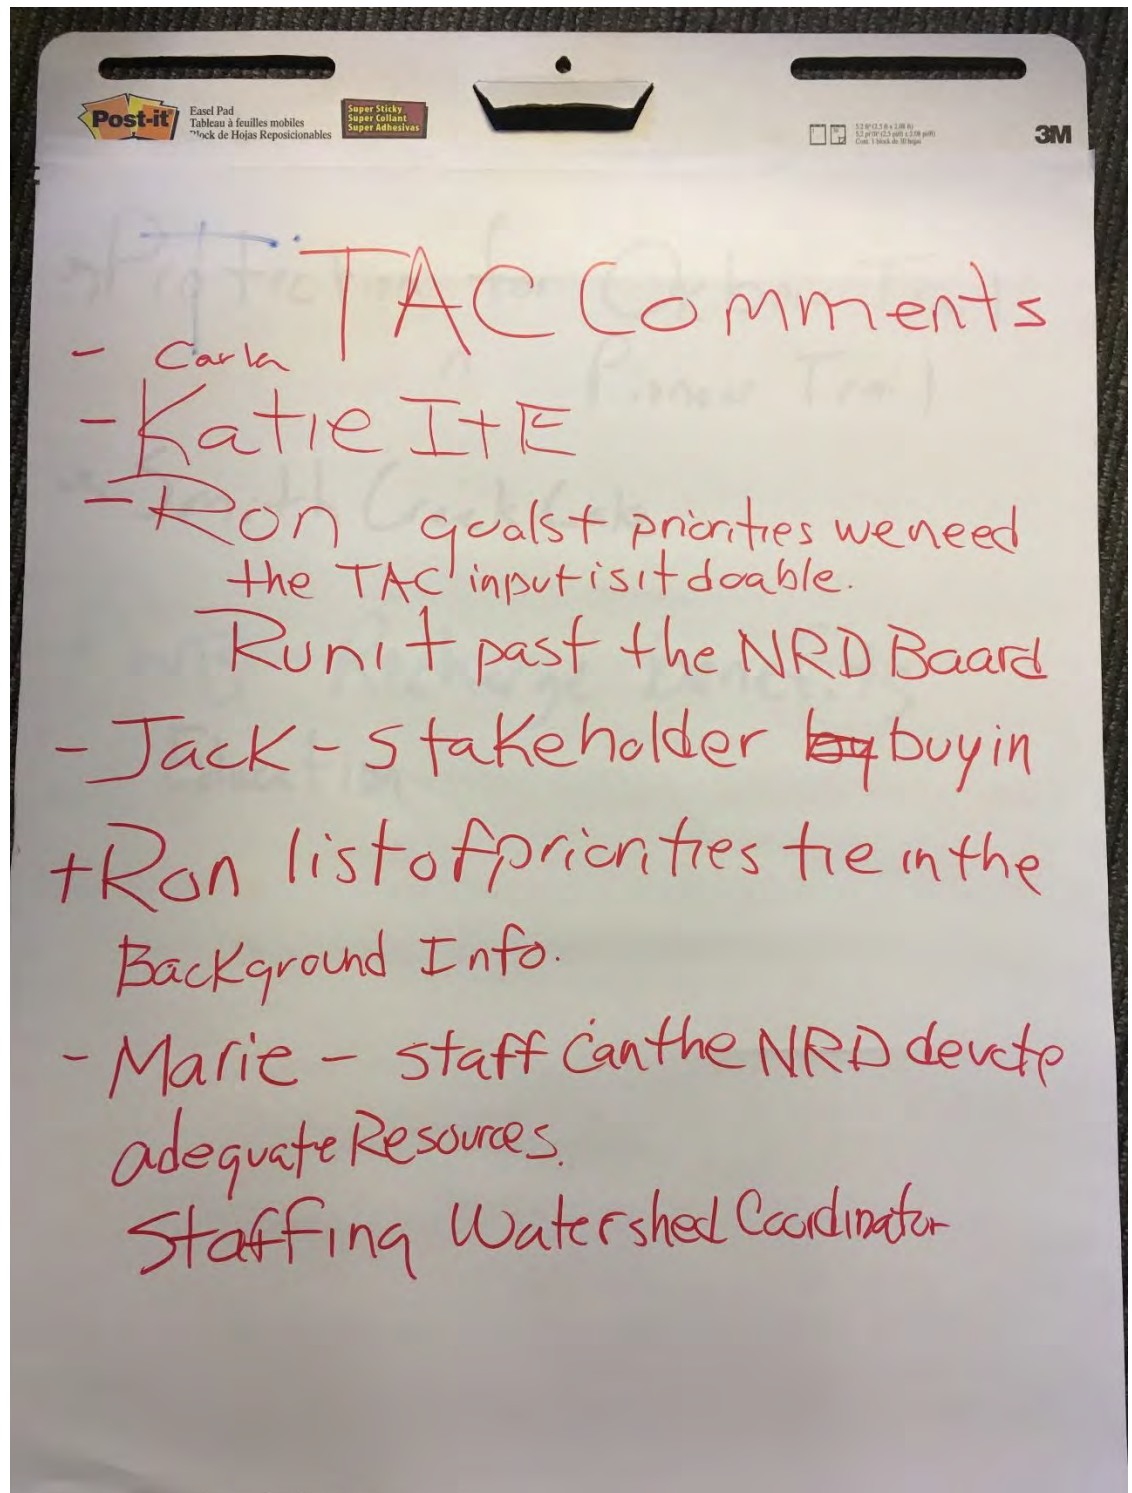 Post-it
Easel Pad
Tableau à feuilles mobiles
Block de Hojas Reposicionables
Super Sticky
Super Collant
Super Adhesivas
3M
TAC Comments
- Carla
- Katie I+E
- Ron goals + priorities we need
the TAC input is it doable.
Run it past the NRD Board
- Jack - Stakeholder by buy in
+ Ron list of priorities tie in the
Background Info.
- Marie - staff can the NRD devote
adequate Resources.
Staffing Watershed Coordinator